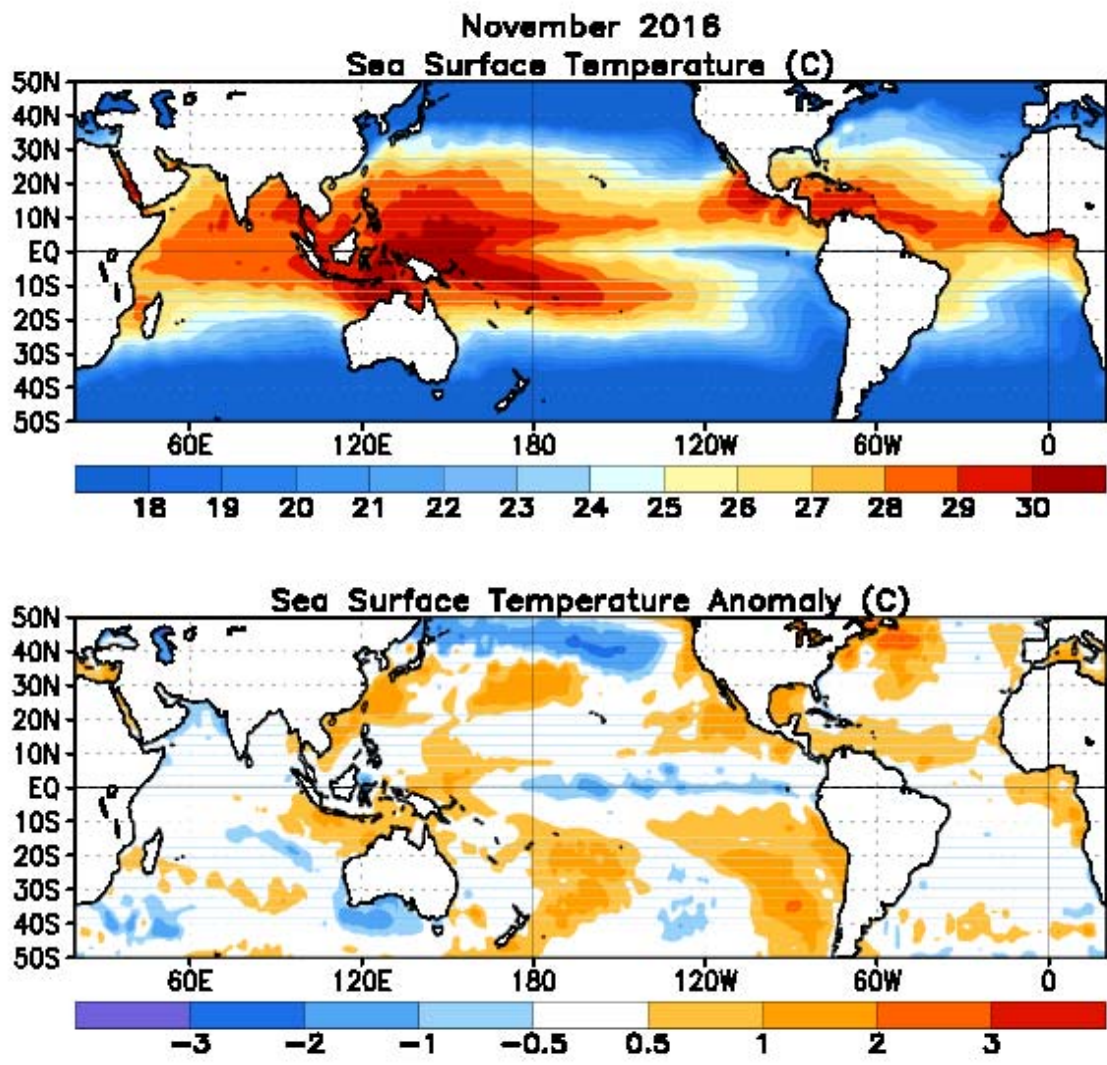 November 2016
Sea Surface Temperature (C)
50N
40N
30N
20N
10N
EQ
10S
20S
30S
40S
50S
60E 120E 180 120W 60W 0
18 19 20 21 22 23 24 25 26 27 28 29 30
Sea Surface Temperature Anomaly (C)
50N
40N
30N
20N
10N
EQ
10S
20S
30S
40S
50S
60E 120E 180 120W 60W 0
-3 -2 -1 -0.5 0.5 1 2 3